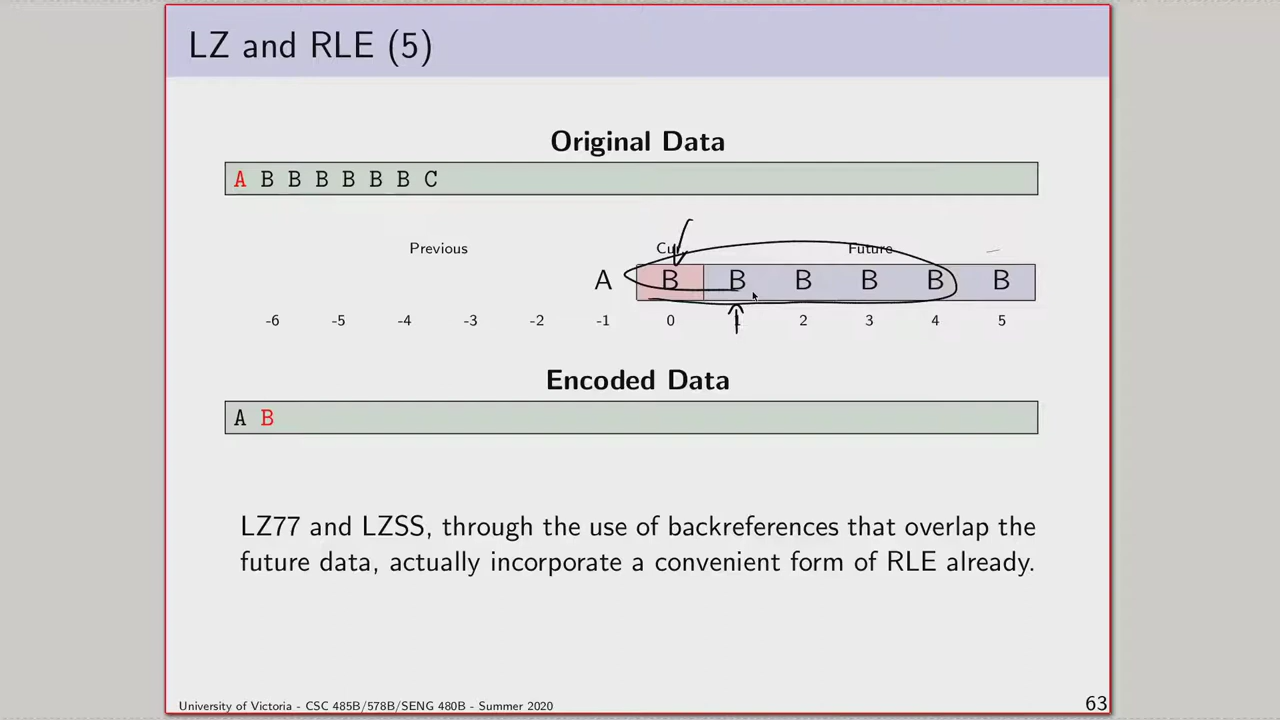 LZ and RLE (5)
Original Data
A B B B B B B C
Previous Cur. Future
A B B B B B B
-6 -5 -4 -3 -2 -1 0 1 2 3 4 5
Encoded Data
A B
LZ77 and LZSS, through the use of backreferences that overlap the
future data, actually incorporate a convenient form of RLE already.
University of Victoria - CSC 485B/578B/SENG 480B - Summer 2020
63